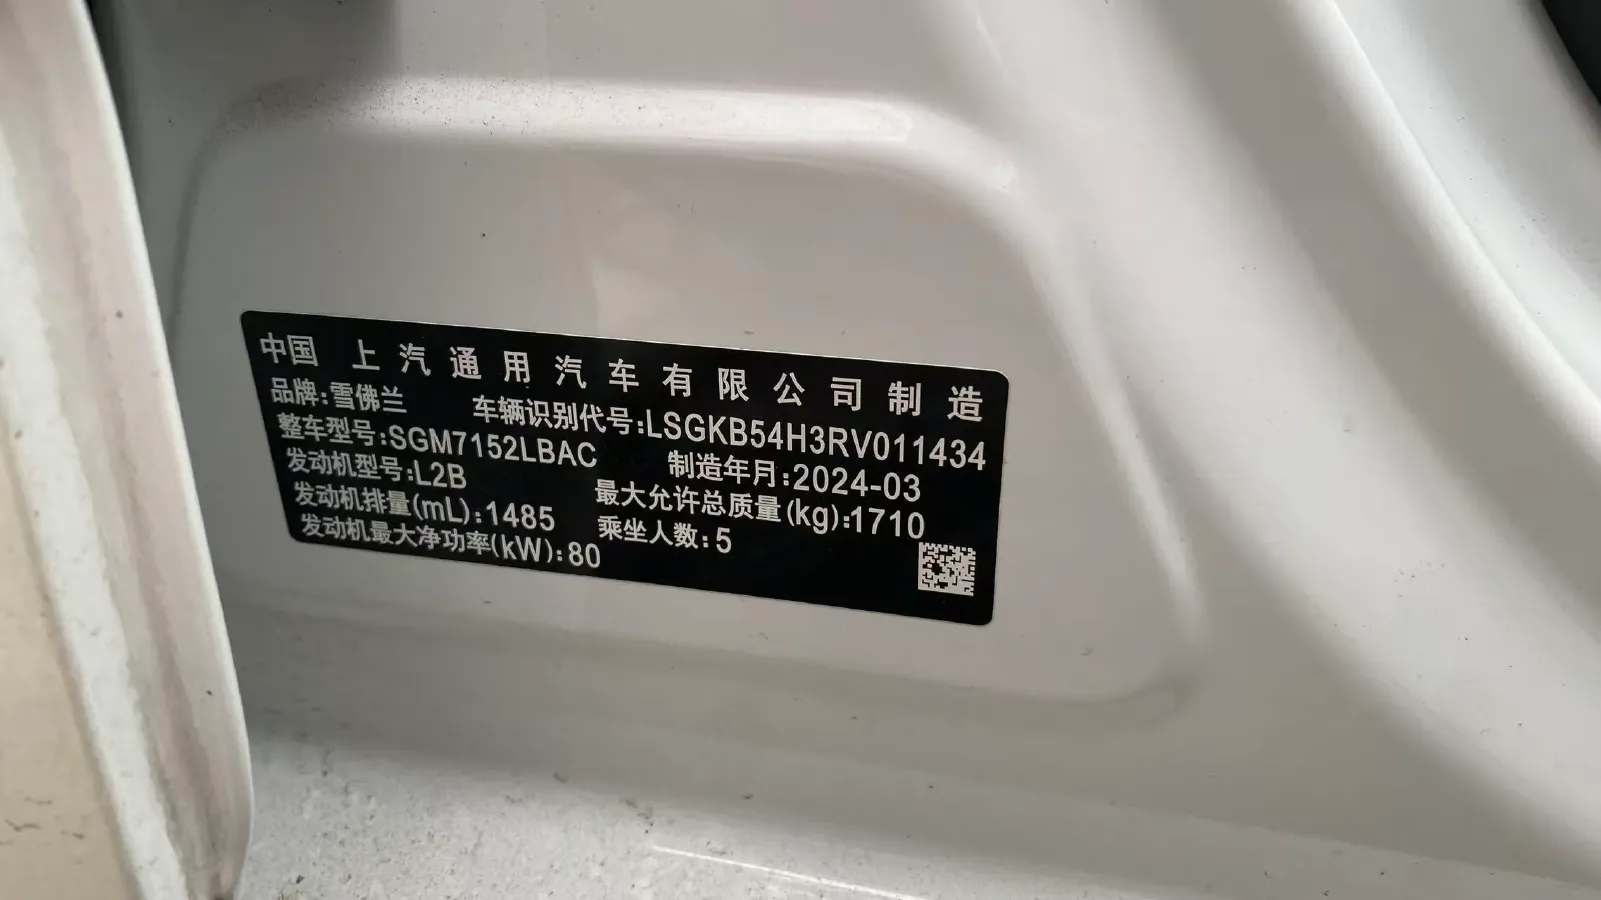 中国 上汽通用汽车有限公司制造
品牌:雪佛兰 车辆识别代号:LSGKB54H3RV011434
整车型号:SGM7152LBAC 制造年月:2024-03
发动机型号:L2B 最大允许总质量(kg):1710
发动机排量(mL):1485 乘坐人数:5
发动机最大净功率(kW):80